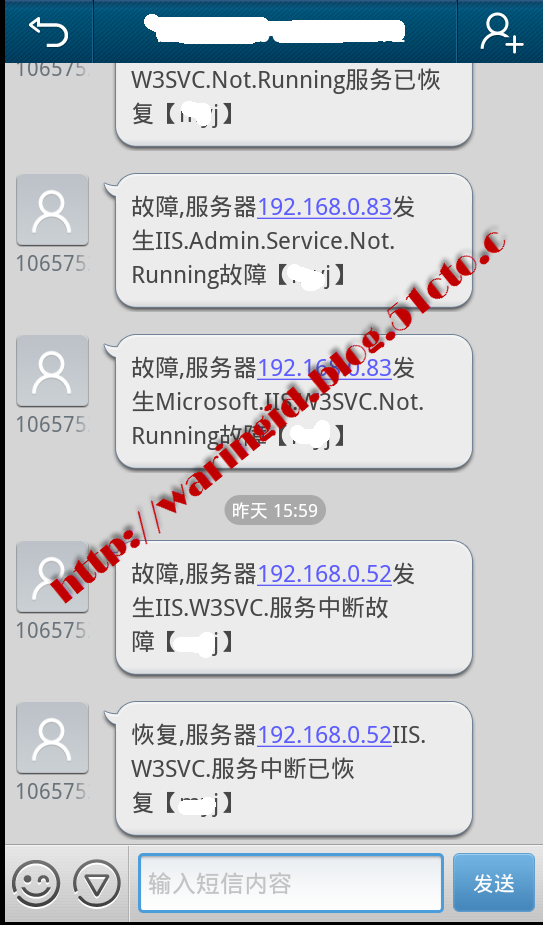 106575
W3SVC.Not.Running服务已恢
复【 j】
故障,服务器192.168.0.83发
生IIS.Admin.Service.Not.
Running故障【 yj】
106575
故障,服务器192.168.0.83发
生Microsoft.IIS.W3SVC.Not.
Running故障【 yj】
106575
http://waringid.blog.51cto.c
昨天 15:59
故障,服务器192.168.0.52发
生IIS.W3SVC.服务中断故
障【 j】
106575
恢复,服务器192.168.0.52IIS.
W3SVC.服务中断已恢
复【myj】
106575
输入短信内容
发送